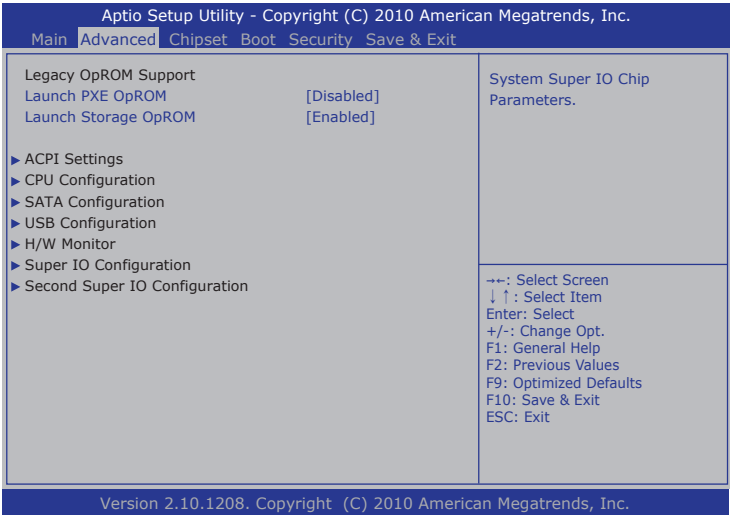 Aptio Setup Utility - Copyright (C) 2010 American Megatrends, Inc.
Main Advanced Chipset Boot Security Save & Exit
Legacy OpROM Support
Launch PXE OpROM [Disabled]
Launch Storage OpROM [Enabled]
▶ ACPI Settings
▶ CPU Configuration
▶ SATA Configuration
▶ USB Configuration
▶ H/W Monitor
▶ Super IO Configuration
▶ Second Super IO Configuration
System Super IO Chip
Parameters.
→←: Select Screen
↓↑: Select Item
Enter: Select
+/-: Change Opt.
F1: General Help
F2: Previous Values
F9: Optimized Defaults
F10: Save & Exit
ESC: Exit
Version 2.10.1208. Copyright (C) 2010 American Megatrends, Inc.